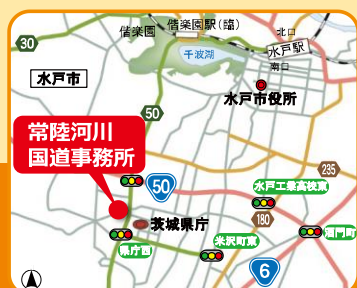 偕楽園
偕楽園駅(臨)
北口
水戸駅
南口
30
千波湖
水戸市
水戸市役所
50
常陸河川
国道事務所
50
水戸工業高校東
235
茨城県庁
180
酒門町
県庁西
米沢町東
6